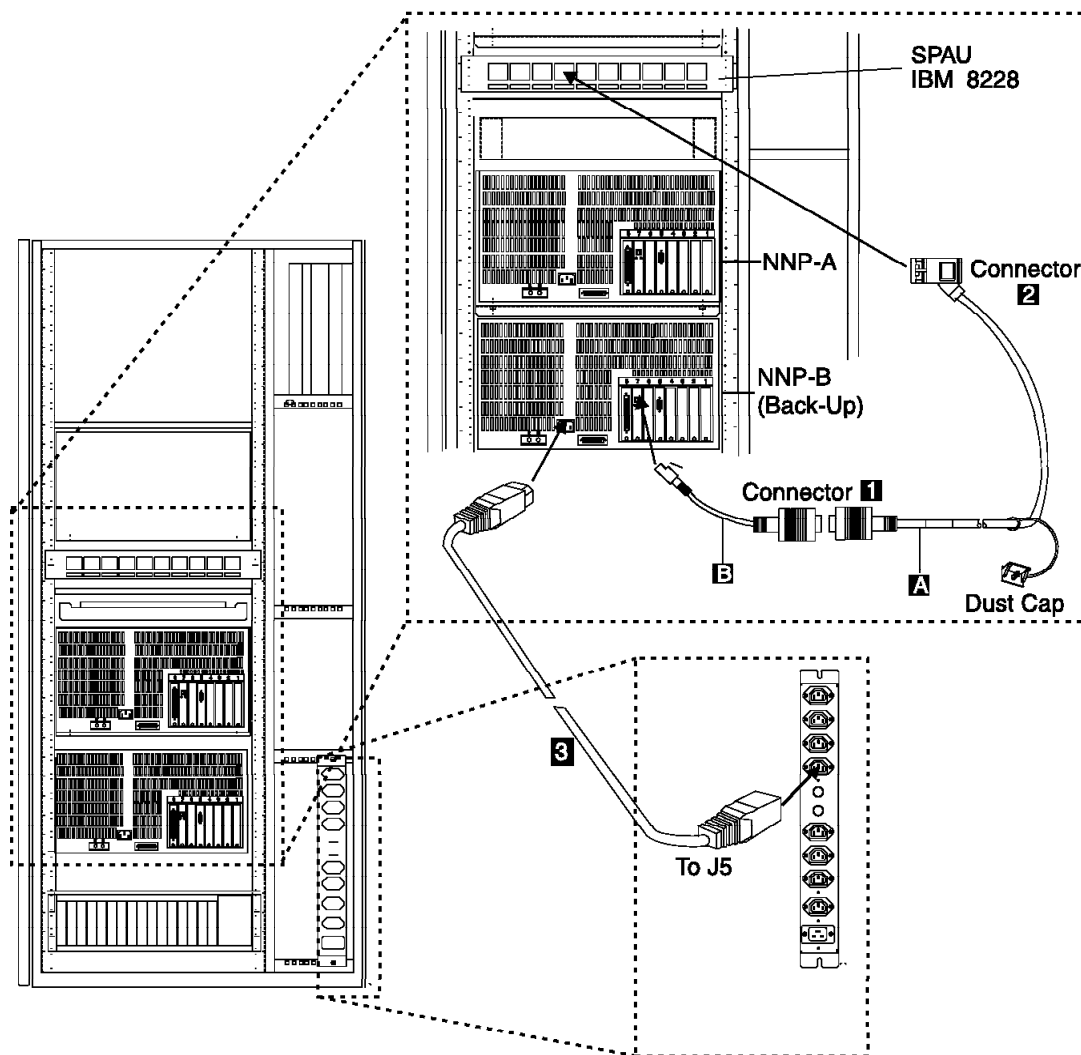 SPAU
IBM 8228
NNP-A
Connector
2
NNP-B
(Back-Up)
Connector 1
B
A
Dust Cap
3
To J5